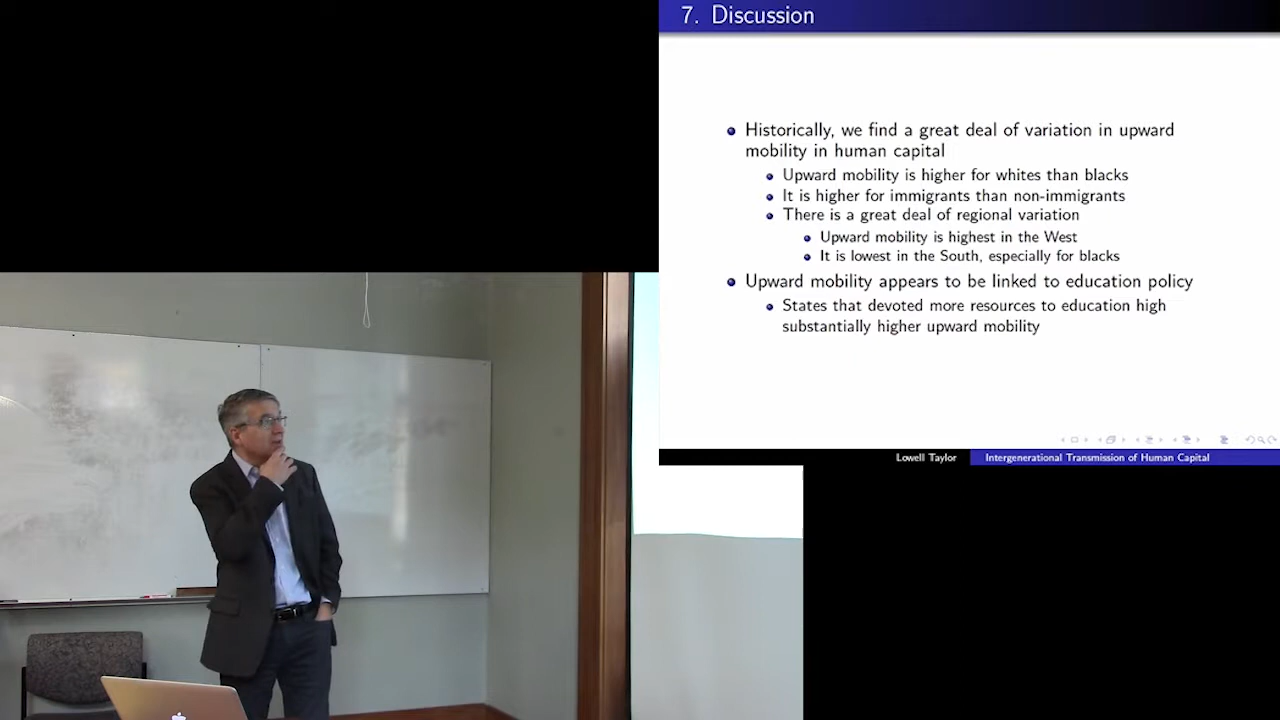 7. Discussion
Historically, we find a great deal of variation in upward
mobility in human capital
Upward mobility is higher for whites than blacks
It is higher for immigrants than non-immigrants
There is a great deal of regional variation
Upward mobility is highest in the West
It is lowest in the South, especially for blacks
Upward mobility appears to be linked to education policy
States that devoted more resources to education high
substantially higher upward mobility
Lowell Taylor
Intergenerational Transmission of Human Capital